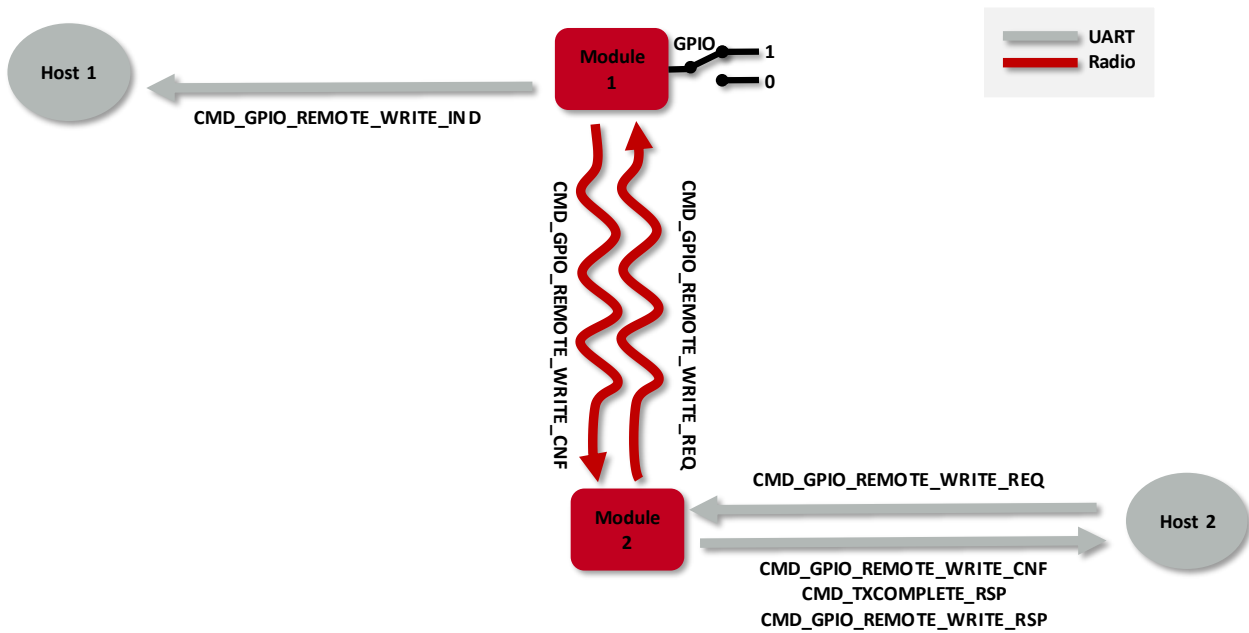 Host 1
CMD_GPIO_REMOTE_WRITE_IND
Module
1
GPIO
1
0
UART
Radio
CMD_GPIO_REMOTE_WRITE_CNF
CMD_GPIO_REMOTE_WRITE_REQ
Module
2
CMD_GPIO_REMOTE_WRITE_REQ
Host 2
CMD_GPIO_REMOTE_WRITE_CNF
CMD_TXCOMPLETE_RSP
CMD_GPIO_REMOTE_WRITE_RSP